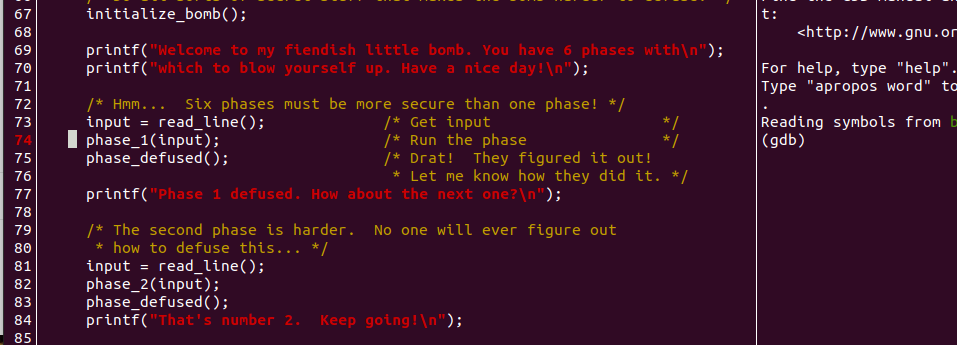 67 initialize_bomb();
68
69 printf("Welcome to my fiendish little bomb. You have 6 phases with\n");
70 printf("which to blow yourself up. Have a nice day!\n");
71
72 /* Hmm...  Six phases must be more secure than one phase! */
73 input = read_line(); /* Get input */
74 phase_1(input); /* Run the phase */
75 phase_defused(); /* Drat!  They figured it out!
76 * Let me know how they did it. */
77 printf("Phase 1 defused. How about the next one?\n");
78
79 /* The second phase is harder.  No one will ever figure out
80 * how to defuse this... */
81 input = read_line();
82 phase_2(input);
83 phase_defused();
84 printf("That's number 2.  Keep going!\n");
85
t:
<http://www.gnu.or
For help, type "help".
Type "apropos word" to
.
Reading symbols from b
(gdb)